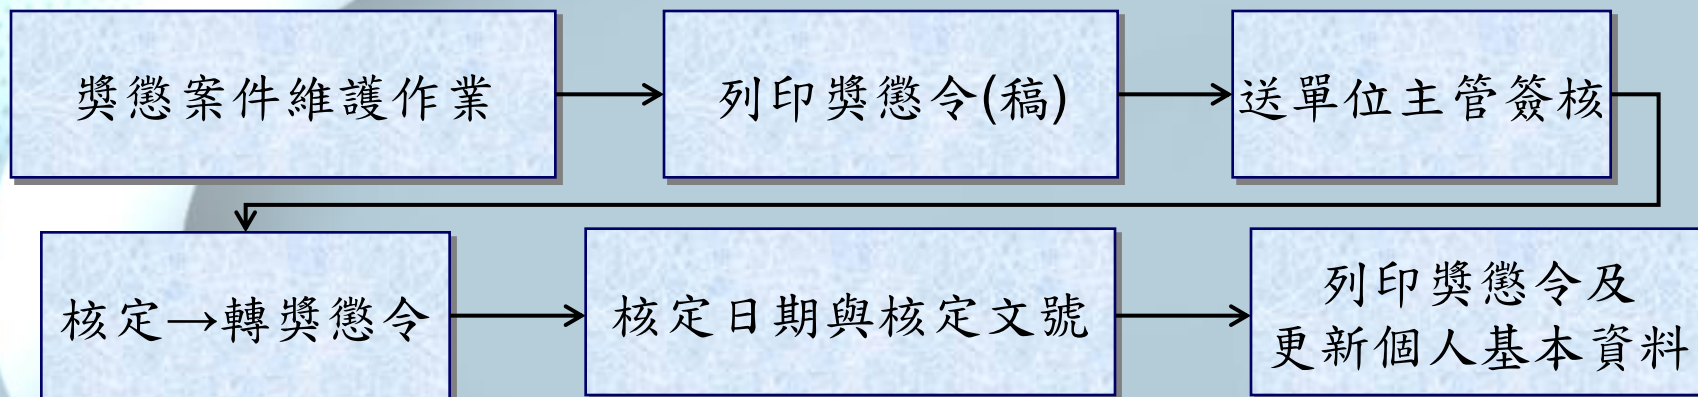 獎懲案件維護作業
列印獎懲令(稿)
送單位主管簽核
核定→轉獎懲令
核定日期與核定文號
列印獎懲令及
更新個人基本資料